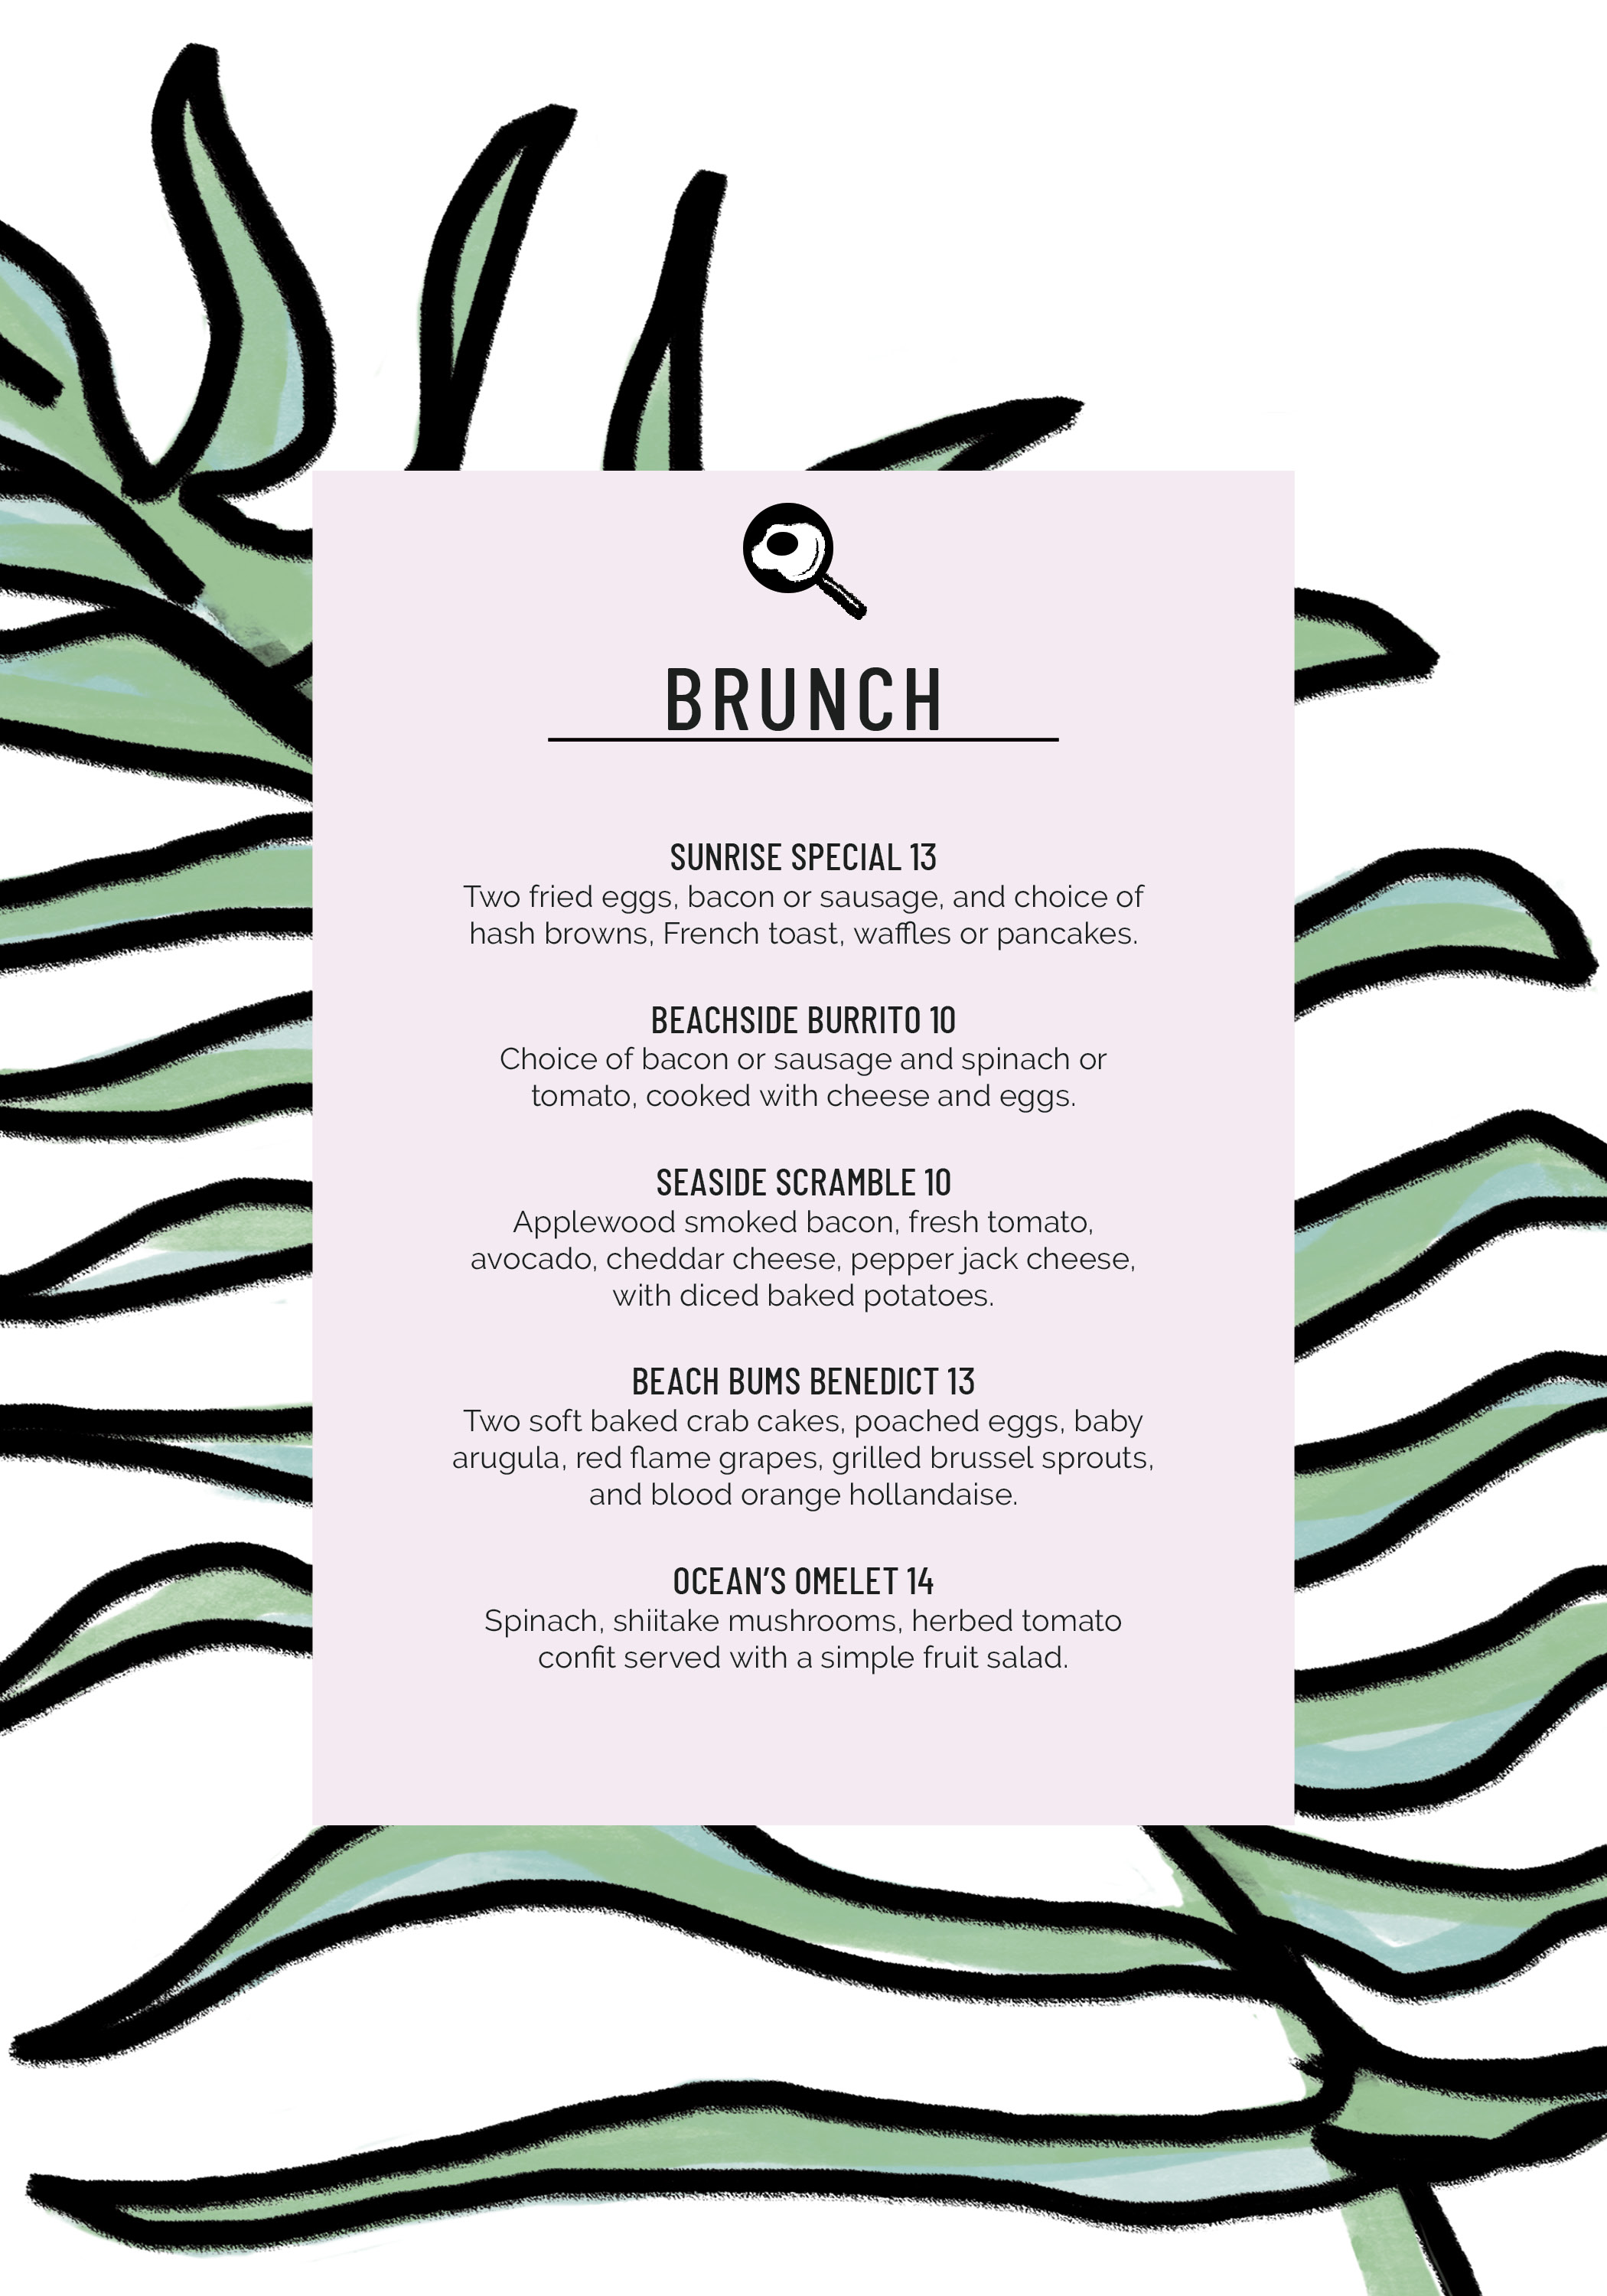 BRUNCH
SUNRISE SPECIAL 13
Two fried eggs, bacon or sausage, and choice of
hash browns, French toast, waffles or pancakes.
BEACHSIDE BURRITO 10
Choice of bacon or sausage and spinach or
tomato, cooked with cheese and eggs.
SEASIDE SCRAMBLE 10
Applewood smoked bacon, fresh tomato,
avocado, cheddar cheese, pepper jack cheese,
with diced baked potatoes.
BEACH BUMS BENEDICT 13
Two soft baked crab cakes, poached eggs, baby
arugula, red flame grapes, grilled brussel sprouts,
and blood orange hollandaise.
OCEAN’S OMELET 14
Spinach, shiitake mushrooms, herbed tomato
confit served with a simple fruit salad.